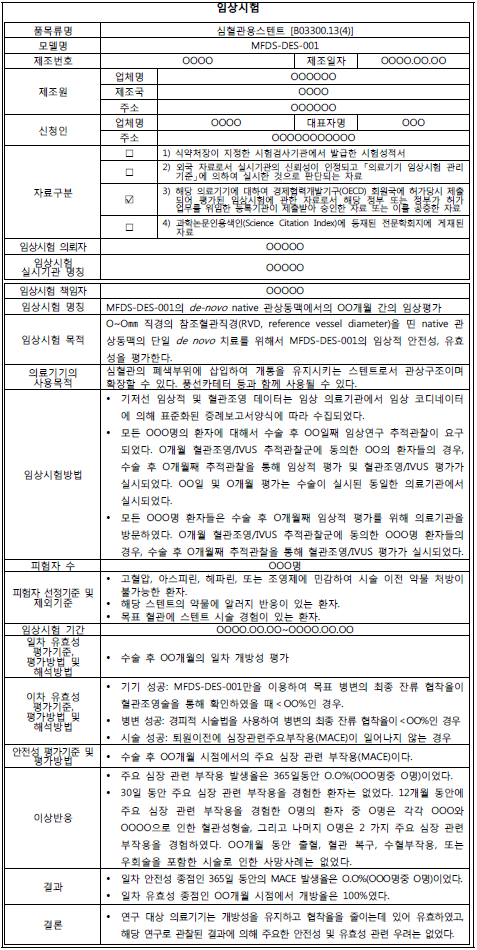 임상시험
품목류명 심혈관용스텐트 [B03300.13(4)]
모델명 MFDS-DES-001
제조번호 OOOO 제조일자 OOOO.OO.OO
제조원 업체명 OOOOOO
제조국 OOOO
주소 OOOOOO
신청인 업체명 OOOO 대표자명 OOO
주소 OOOOOOOOOOO
자료구분
☐ 1) 식약처장이 지정한 시험검사기관에서 발급한 시험성적서
☐ 2) 외국 자료로서 실시기관의 신뢰성이 인정되고 「의료기기 임상시험 관리
기준」에 의하여 실시한 것으로 판단되는 자료
☑ 3) 해당 의료기기에 대하여 경제협력개발기구(OECD) 회원국에 허가당시 제출
되어 평가된 임상시험에 관한 자료로서 해당 정부 또는 정부가 허가
업무를 위임한 등록기관이 제출받아 승인한 자료 또는 이를 공증한 자료
☐ 4) 과학논문인용색인(Science Citation Index)에 등재된 전문학회지에 게재된
자료
임상시험 의뢰자 OOOOO
임상시험
실시기관 명칭 OOOOO
임상시험 책임자 OOOOO
임상시험 명칭 MFDS-DES-001의 de-novo native 관상동맥에서의 OO개월 간의 임상평가
임상시험 목적
O~Omm 직경의 참조혈관직경(RVD, reference vessel diameter)을 띤 native 관
상동맥의 단일 de novo 치료를 위해서 MFDS-DES-001의 임상적 안전성, 유효
성을 평가한다.
의료기기의
사용목적
심혈관의 폐색부위에 삽입하여 개통을 유지시키는 스텐트로서 관상구조이며
확장할 수 있다. 풍선카테터 등과 함께 사용될 수 있다.
임상시험방법
• 기저선 임상적 및 혈관조영 데이터는 임상 의료기관에서 임상 코디네이터
에 의해 표준화된 증례보고서양식에 따라 수집되었다.
• 모든 OOO명의 환자에 대해서 수술 후 OO일째 임상연구 추적관찰이 요구
되었다. O개월 혈관조영/IVUS 추적관찰군에 동의한 OO의 환자들의 경우,
수술 후 O개월째 추적관찰을 통해 임상적 평가 및 혈관조영/IVUS 평가가
실시되었다. OO일 및 O개월 평가는 수술이 실시된 동일한 의료기관에서
실시되었다.
• 모든 OOO명 환자들은 수술 후 O개월째 임상적 평가를 위해 의료기관을
방문하였다. O개월 혈관조영/IVUS 추적관찰군에 동의한 OOO명 환자들의
경우, 수술 후 O개월째 추적관찰을 통해 혈관조영/IVUS 평가가 실시되었다.
피험자 수 OOO명
피험자 선정기준 및
제외기준
• 고혈압, 아스피린, 헤파린, 또는 조영제에 민감하여 시술 이전 약물 처방이
불가능한 환자.
• 해당 스텐트의 약물에 알러지 반응이 있는 환자.
• 목표 혈관에 스텐트 시술 경험이 있는 환자.
임상시험 기간 OOOO.OO.OO~OOOO.OO.OO
일차 유효성
평가기준,
평가방법 및
해석방법
• 수술 후 OO개월의 일차 개방성 평가
이차 유효성
평가기준,
평가방법 및
해석방법
• 기기 성공: MFDS-DES-001만을 이용하여 목표 병변의 최종 잔류 협착율이
혈관조영술을 통해 확인하였을 때 <OO%인 경우.
• 병변 성공: 경피적 시술법을 사용하여 병변의 최종 잔류 협착율이 <OO%인 경우
• 시술 성공: 퇴원이전에 심장관련주요부작용(MACE)이 일어나지 않는 경우
안전성 평가기준 및
평가방법
• 수술 후 OO개월 시점에서의 주요 심장 관련 부작용(MACE)이다.
이상반응
• 주요 심장 관련 부작용 발생율은 365일동안 O.O%(OOO명중 O명)이었다.
• 30일 동안 주요 심장 관련 부작용을 경험한 환자는 없었다. 12개월 동안에
주요 심장 관련 부작용을 경험한 O명의 환자 중 O명은 각각 OOO와
OOOO으로 인한 혈관성형술, 그리고 나머지 O명은 2 가지 주요 심장 관련
부작용을 경험하였다. OO개월 동안 출혈, 혈관 복구, 수혈부작용, 또는
우회술을 포함한 시술로 인한 사망사례는 없었다.
결과
• 일차 안전성 종점인 365일 동안의 MACE 발생율은 O.O%(OOO명중 O명)이었다.
• 일차 유효성 종점인 OO개월 시점에서 개방율은 100%였다.
결론
• 연구 대상 의료기기는 개방성을 유지하고 협착율을 줄이는데 있어 유효하였고,
해당 연구로 관찰된 결과에 의해 주요한 안전성 및 유효성 관련 우려는 없었다.